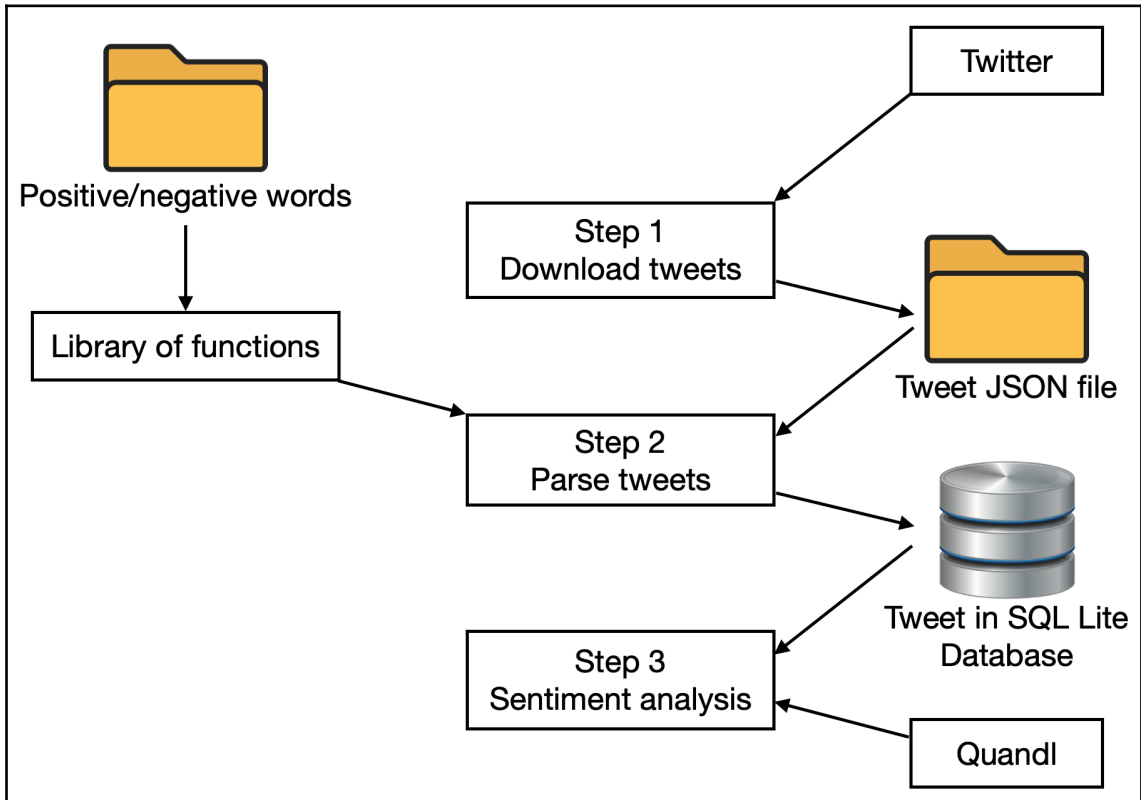 Twitter
Positive/negative words
Step 1
Download tweets
Library of functions
Tweet JSON file
Step 2
Parse tweets
Tweet in SQL Lite
Database
Step 3
Sentiment analysis
Quandl